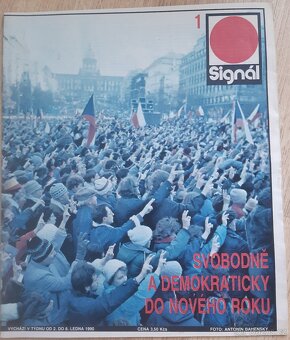 1
Signál
SVOBODNĚ
A DEMOKRATICKY
DO NOVÉHO ROKU
VYCHÁZÍ V TÝDNU OD 2. DO 8. LEDNA 1990
CENA 3,50 Kčs
FOTO: ANTONÍN BAHENSKÝ